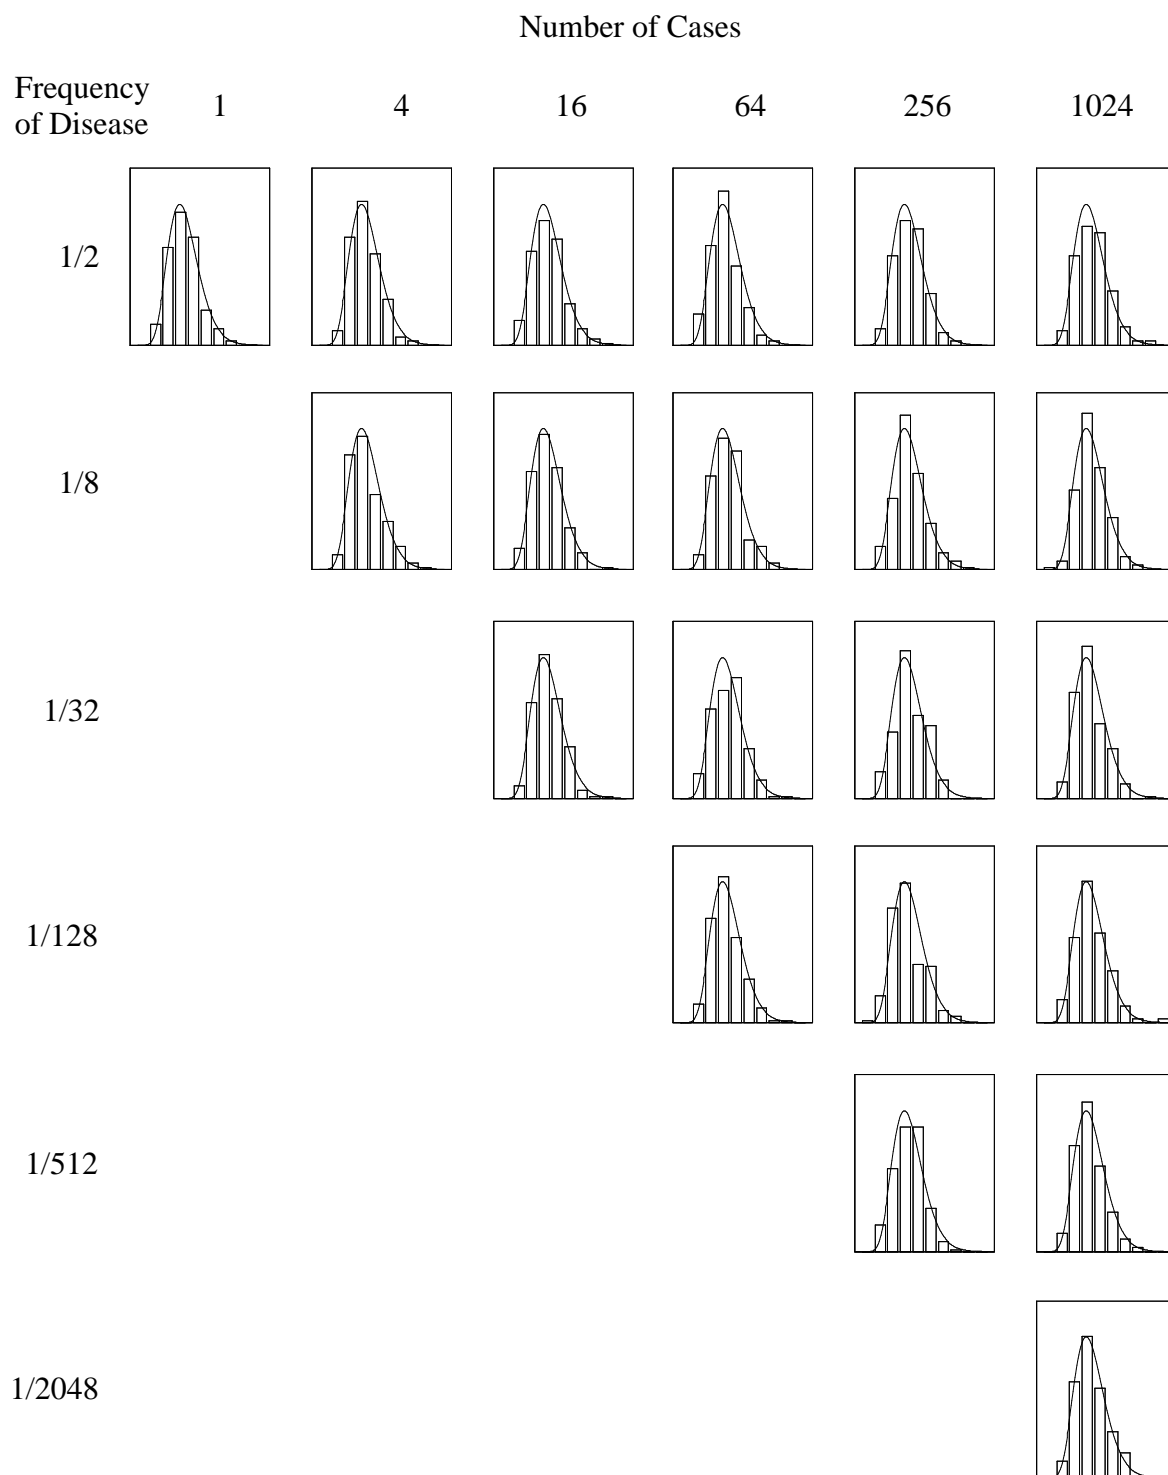 Number of Cases
Frequency
of Disease
1 4 16 64 256 1024
1/2
1/8
1/32
1/128
1/512
1/2048